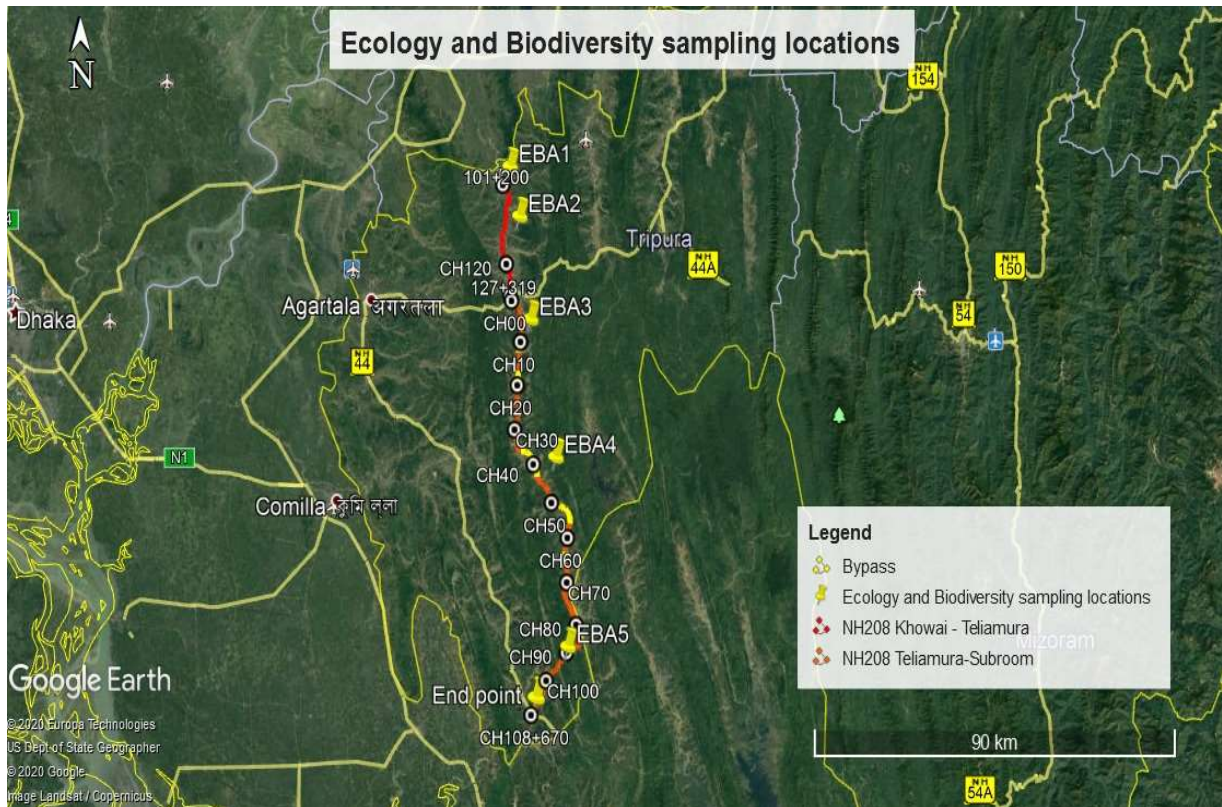 Ecology and Biodiversity sampling locations
N
NH
154
EBA1
101+200
EBA2
Tripura
NH
44A
NH
150
CH120
127+319
EBA3
Agartala अगरतला
Dhaka
CH00
NH
54
NH
44
CH10
CH20
CH30
EBA4
CH40
N1
Comilla
CH50
CH60
CH70
CH80
EBA5
CH90
End point
CH100
CH108+670
Legend
Bypass
Ecology and Biodiversity sampling locations
NH208 Khowai - Teliamura
NH208 Teliamura-Subroom
Mizoram
90 km
NH
54A
Google Earth
© 2020 Europa Technologies
US Dept of State Geographer
© 2020 Google
Image Landsat / Copernicus